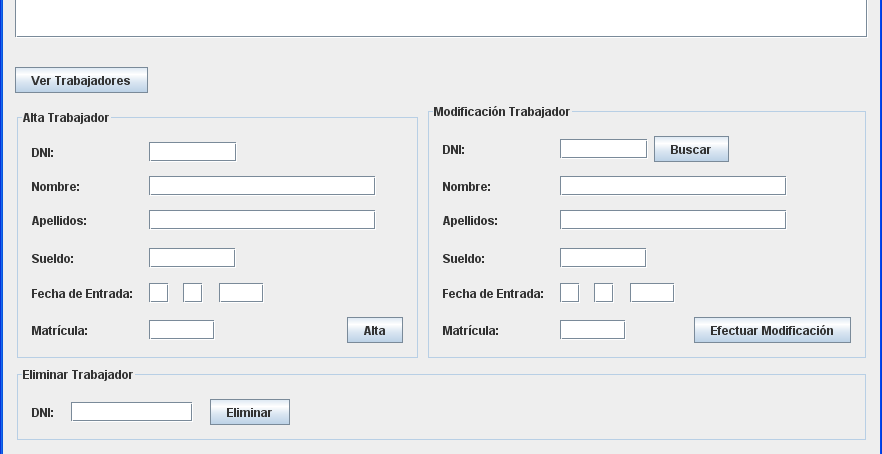 Ver Trabajadores
Alta Trabajador
DNI:
Nombre:
Apellidos:
Sueldo:
Fecha de Entrada:
Matrícula:
Alta
Modificación Trabajador
DNI:
Buscar
Nombre:
Apellidos:
Sueldo:
Fecha de Entrada:
Matrícula:
Efectuar Modificación
Eliminar Trabajador
DNI:
Eliminar